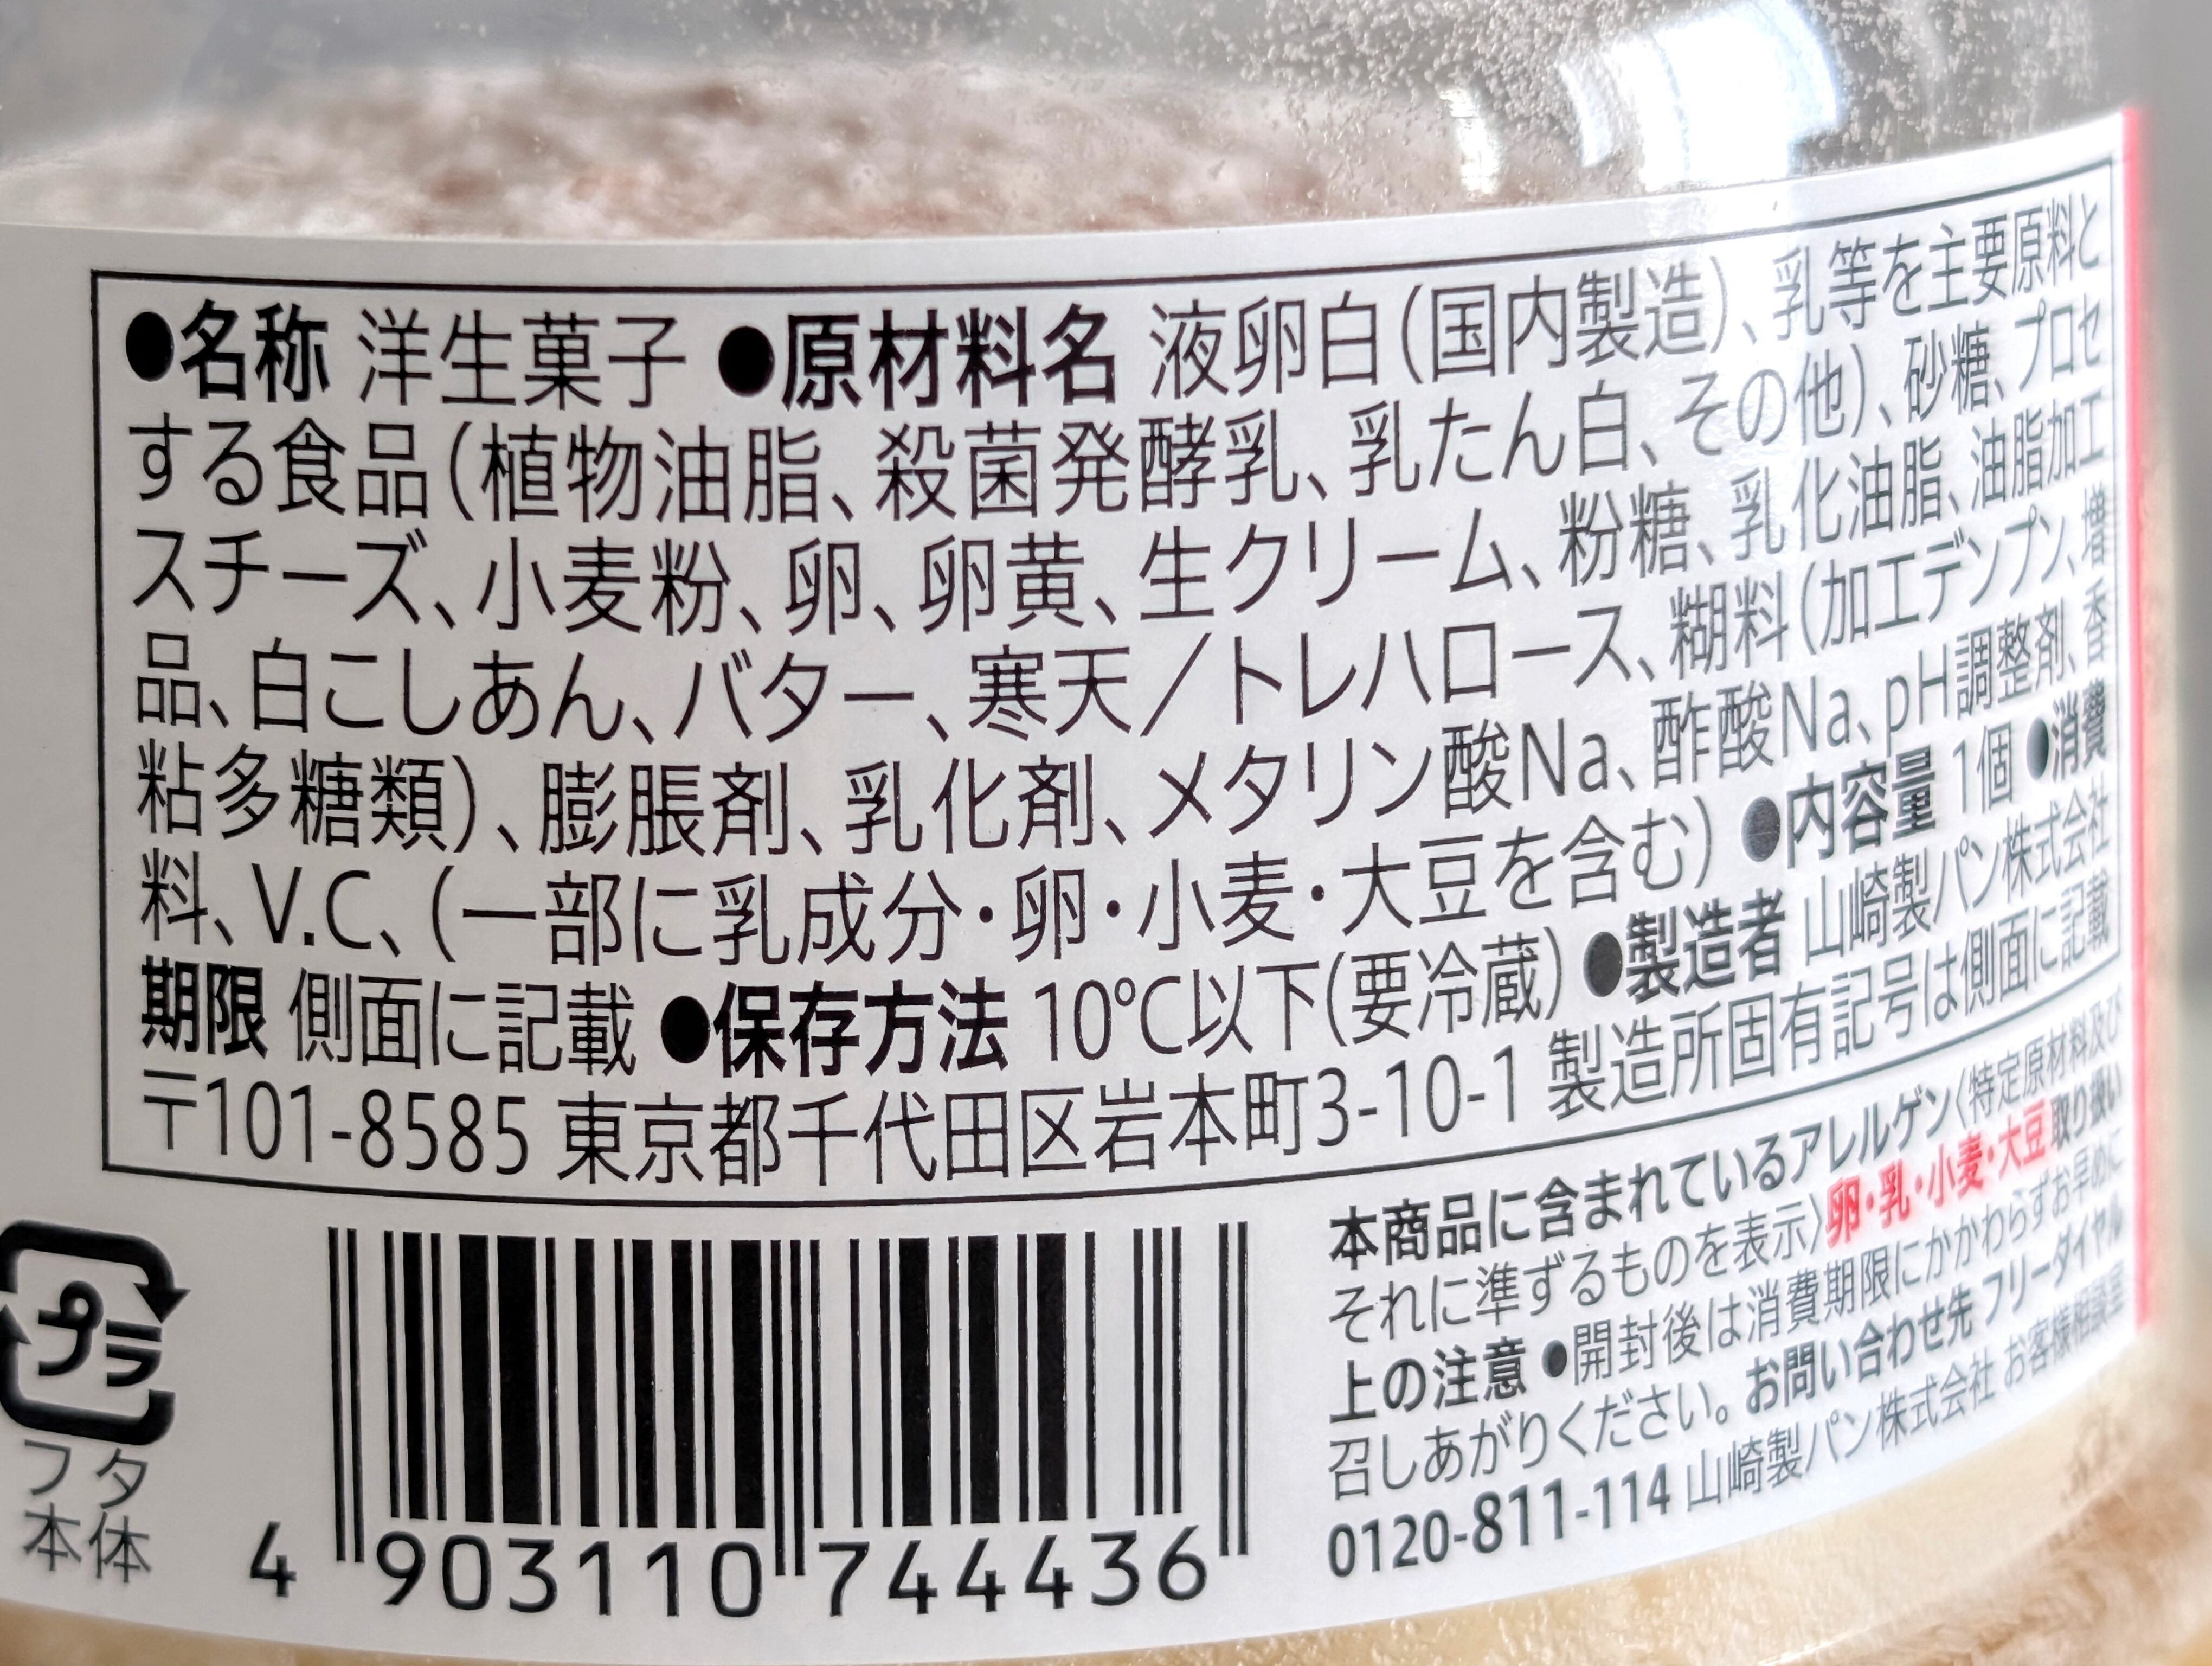 ●名称 洋生菓子 ●原材料名 液卵白(国内製造)、乳等を主要原料と
する食品(植物油脂、殺菌発酵乳、乳たん白、その他)、砂糖、プロセ
スチーズ、小麦粉、卵、卵黄、生クリーム、粉糖、乳化油脂、油脂加工
品、白こしあん、バター、寒天／トレハロース、糊料(加工デンプン、増
粘多糖類)、膨脹剤、乳化剤、メタリン酸Na、酢酸Na、pH調整剤、香
料、V.C、(一部に乳成分・卵・小麦・大豆を含む) ●内容量 1個 ●消費
期限 側面に記載 ●保存方法 10℃以下(要冷蔵) ●製造者 山崎製パン株式会社
〒101-8585 東京都千代田区岩本町3-10-1 製造所固有記号は側面に記載
本商品に含まれているアレルゲン〈特定原材料及び
それに準ずるものを表示〉卵・乳・小麦・大豆 取り扱い
上の注意 ●開封後は消費期限にかかわらずお早めに
召しあがりください。お問い合わせ先 フリーダイヤル
0120-811-114 山崎製パン株式会社 お客様相談室
プラ
フタ
本体
4 903110 744436